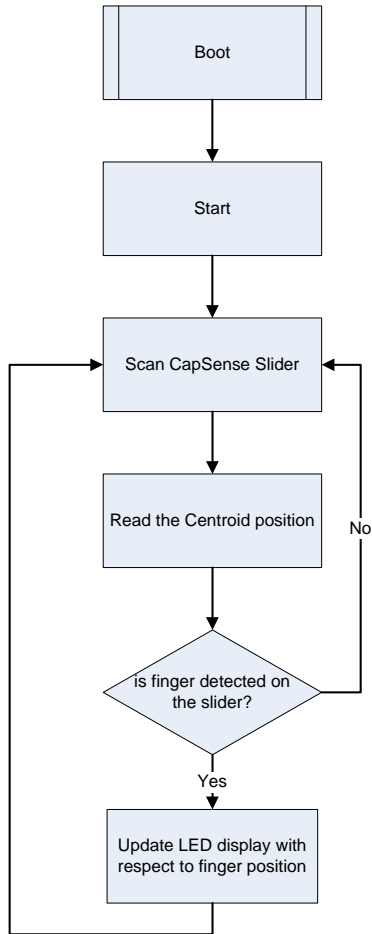 Boot
Start
Scan CapSense Slider
Read the Centroid position
No
is finger detected on
the slider?
Yes
Update LED display with
respect to finger position